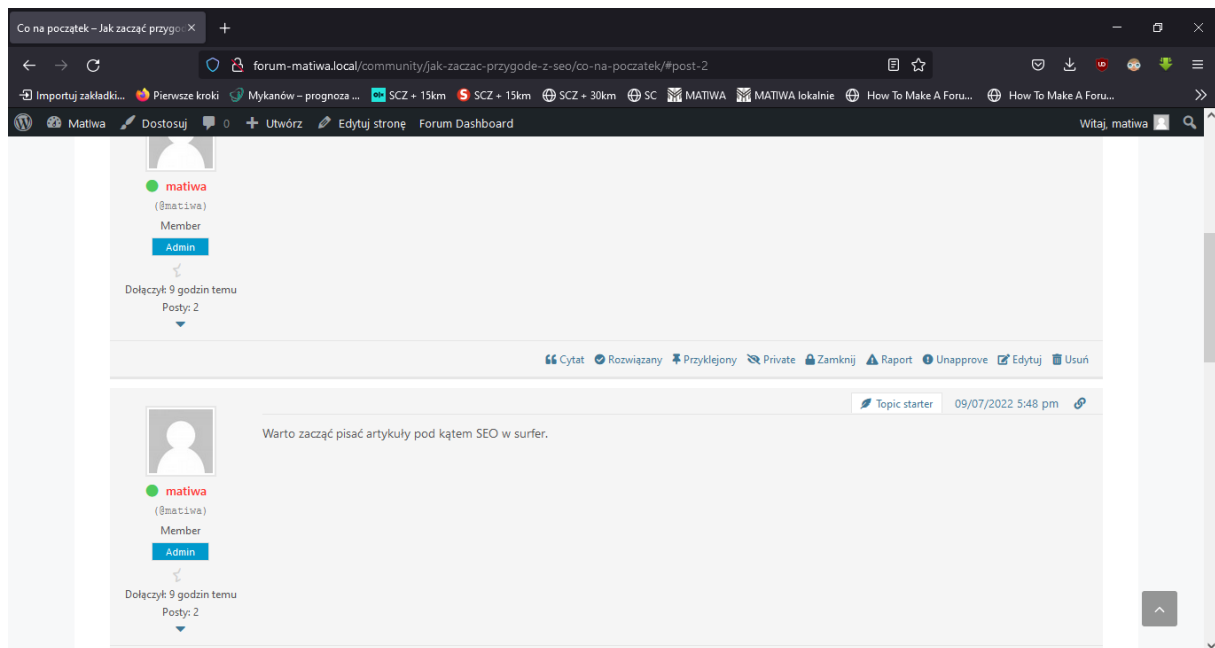 Co na początek – Jak zacząć przygod
forum-matiwa.local/community/jak-zaczac-przygode-z-seo/co-na-poczatek/#post-2
Importuj zakładki... Pierwsze kroki Mykanów – prognoza ... SCZ + 15km SCZ + 15km SCZ + 30km SC MATIWA MATIWA lokalnie How To Make A Foru... How To Make A Foru...
Matiwa Dostosuj 0 Utwórz Edytuj stronę Forum Dashboard Witaj, matiwa
matiwa
(@matiwa)
Member
Admin
Dołączył: 9 godzin temu
Posty: 2
Cytat Rozwiązany Przyklejony Private Zamknij Raport Unapprove Edytuj Usuń
Topic starter 09/07/2022 5:48 pm
Warto zacząć pisać artykuły pod kątem SEO w surfer.
matiwa
(@matiwa)
Member
Admin
Dołączył: 9 godzin temu
Posty: 2